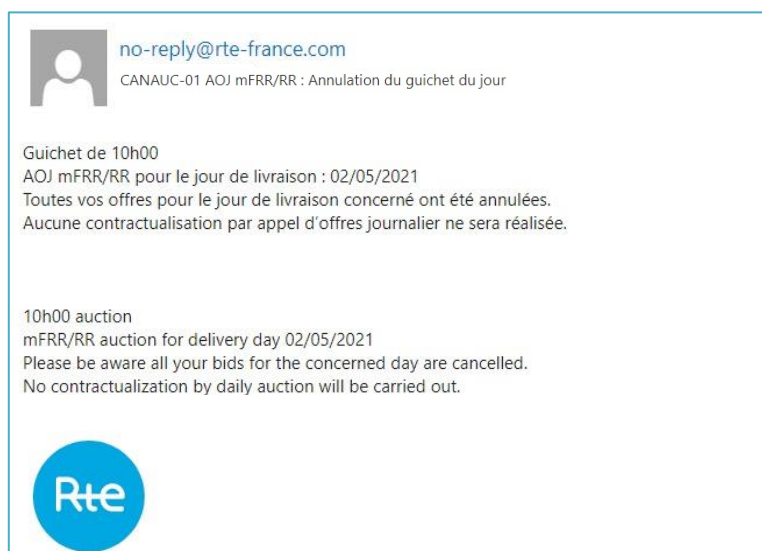 no-reply@rte-france.com
CANAUC-01 AOJ mFRR/RR : Annulation du guichet du jour
Guichet de 10h00
AOJ mFRR/RR pour le jour de livraison : 02/05/2021
Toutes vos offres pour le jour de livraison concerné ont été annulées.
Aucune contractualisation par appel d'offres journalier ne sera réalisée.
10h00 auction
mFRR/RR auction for delivery day 02/05/2021
Please be aware all your bids for the concerned day are cancelled.
No contractualization by daily auction will be carried out.
Rte